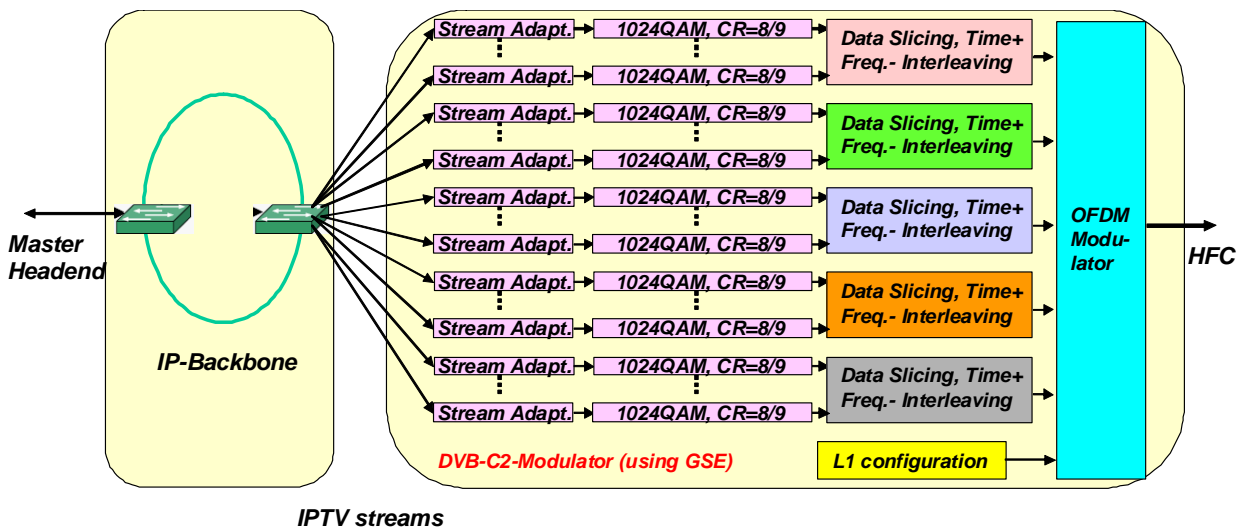 Stream Adapt. 1024QAM, CR=8/9
Stream Adapt. 1024QAM, CR=8/9
Data Slicing, Time+
Freq.- Interleaving
Stream Adapt. 1024QAM, CR=8/9
Stream Adapt. 1024QAM, CR=8/9
Data Slicing, Time+
Freq.- Interleaving
Stream Adapt. 1024QAM, CR=8/9
Stream Adapt. 1024QAM, CR=8/9
Data Slicing, Time+
Freq.- Interleaving
Stream Adapt. 1024QAM, CR=8/9
Stream Adapt. 1024QAM, CR=8/9
Data Slicing, Time+
Freq.- Interleaving
Stream Adapt. 1024QAM, CR=8/9
Stream Adapt. 1024QAM, CR=8/9
Data Slicing, Time+
Freq.- Interleaving
OFDM
Modu-
lator
HFC
Master
Headend
IP-Backbone
DVB-C2-Modulator (using GSE)
L1 configuration
IPTV streams